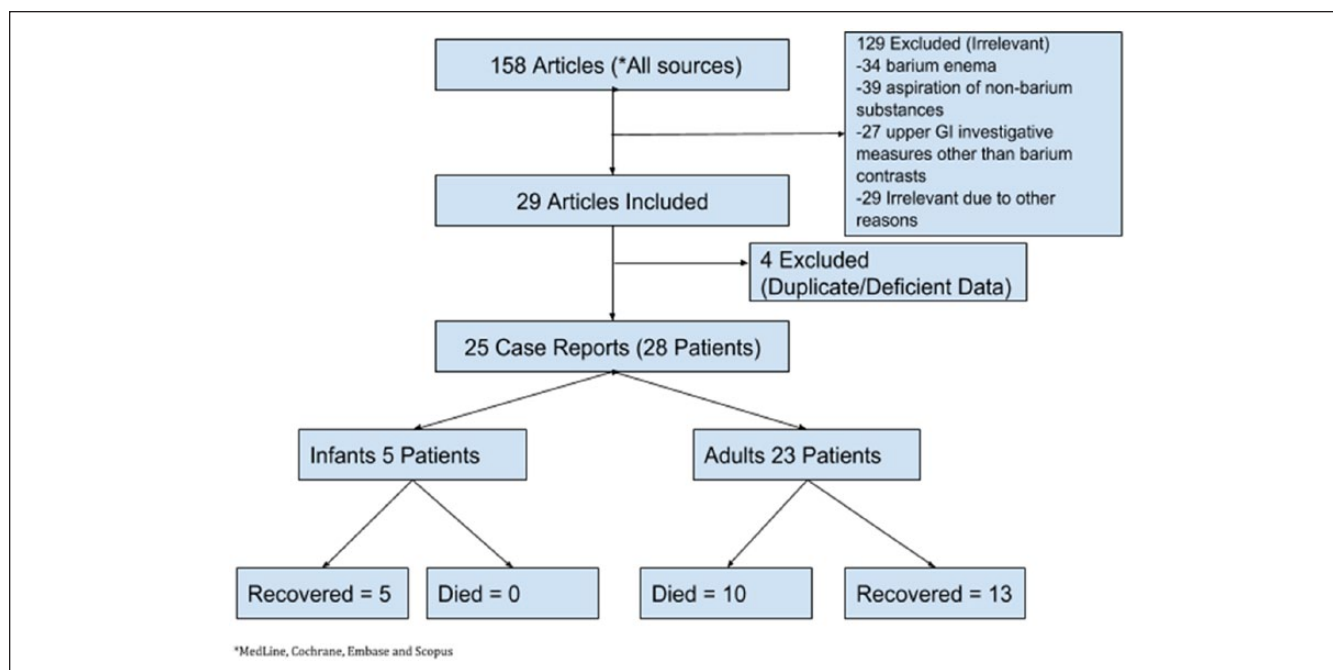 158 Articles (*All sources)
129 Excluded (Irrelevant)
-34 barium enema
-39 aspiration of non-barium
substances
-27 upper GI investigative
measures other than barium
contrasts
-29 Irrelevant due to other
reasons
29 Articles Included
4 Excluded
(Duplicate/Deficient Data)
25 Case Reports (28 Patients)
Infants 5 Patients
Adults 23 Patients
Recovered = 5
Died = 0
Died = 10
Recovered = 13
*MedLine, Cochrane, Embase and Scopus